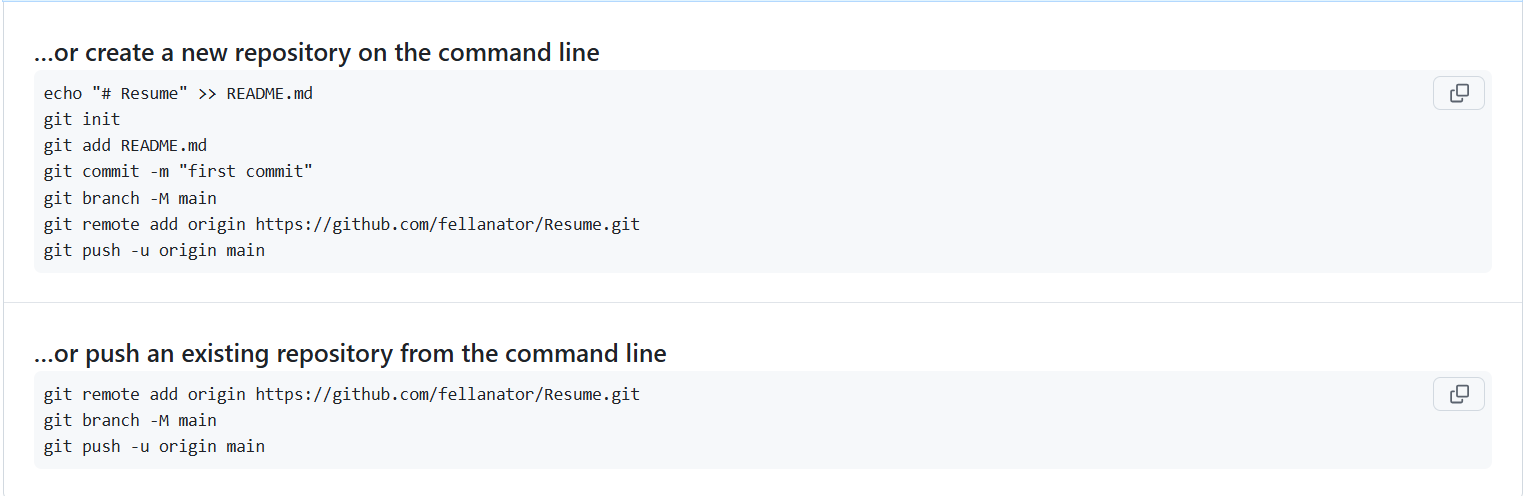 …or create a new repository on the command line
echo "# Resume" >> README.md
git init
git add README.md
git commit -m "first commit"
git branch -M main
git remote add origin https://github.com/fellanator/Resume.git
git push -u origin main
…or push an existing repository from the command line
git remote add origin https://github.com/fellanator/Resume.git
git branch -M main
git push -u origin main